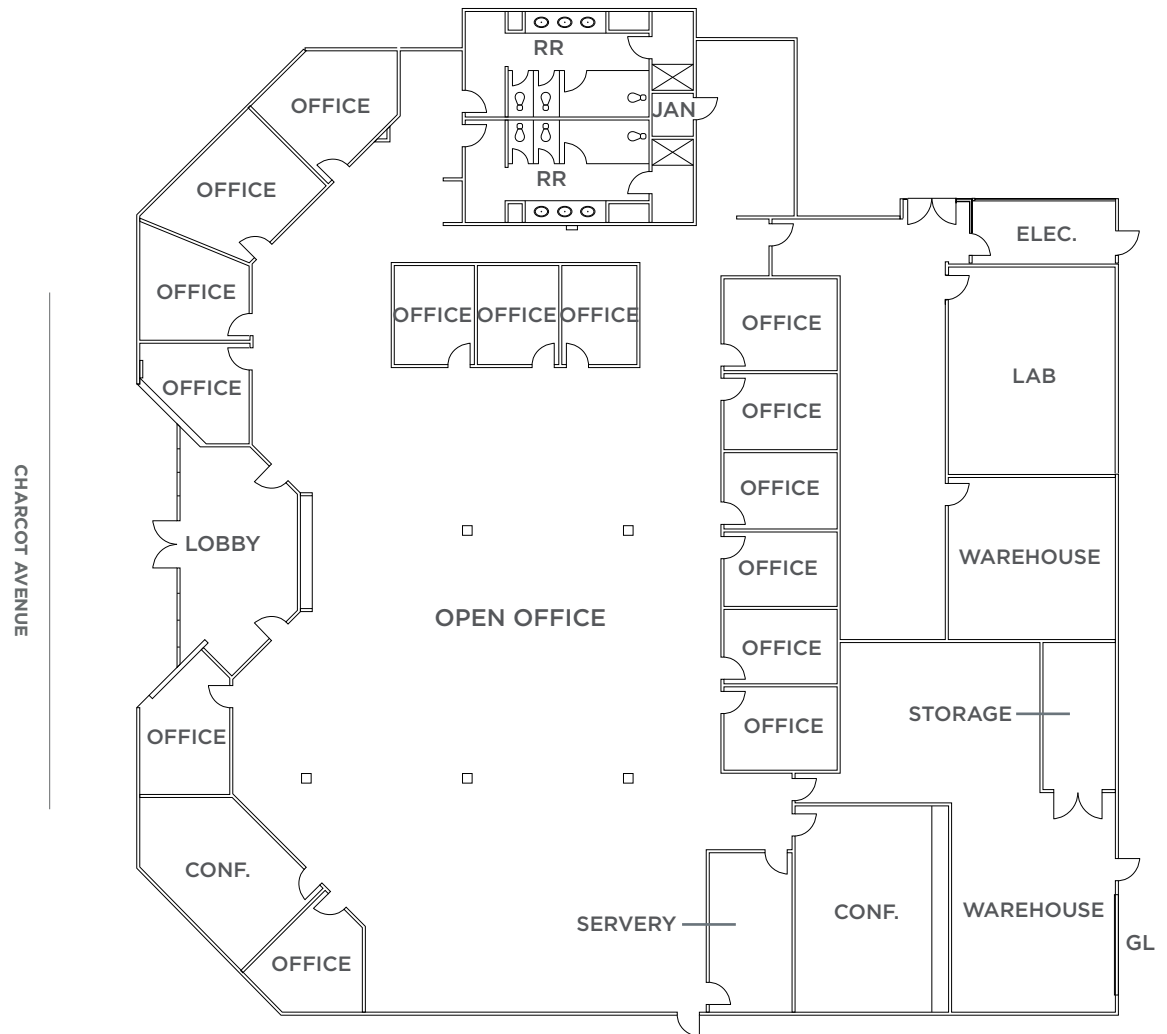 RR
OFFICE
JAN
RR
OFFICE
ELEC.
OFFICE
OFFICE
OFFICE
OFFICE
OFFICE
LAB
OFFICE
OFFICE
OFFICE
CHARCOT AVENUE
LOBBY
WAREHOUSE
OFFICE
OPEN OFFICE
OFFICE
STORAGE
OFFICE
OFFICE
CONF.
SERVERY
CONF.
WAREHOUSE
GL
OFFICE